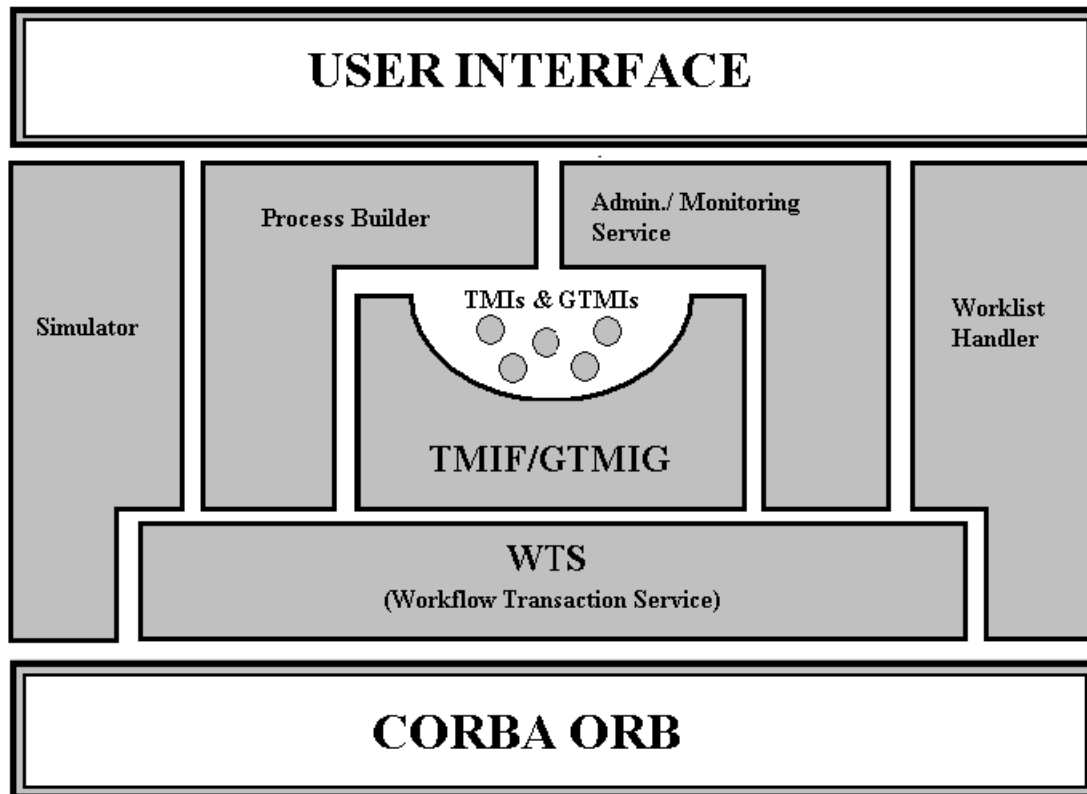 USER INTERFACE
Process Builder
Admin./ Monitoring
Service
Simulator
TMIs & GTMIs
Worklist
Handler
TMIF/GTMIG
WTS
(Workflow Transaction Service)
CORBA ORB